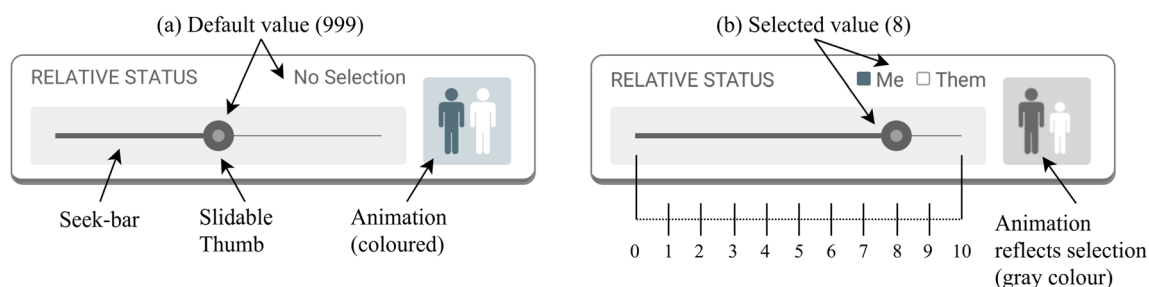 (a) Default value (999)
RELATIVE STATUS
No Selection
Seek-bar
Slidable
Thumb
Animation
(coloured)
(b) Selected value (8)
RELATIVE STATUS
Me
Them
0 1 2 3 4 5 6 7 8 9 10
Animation
reflects selection
(gray colour)